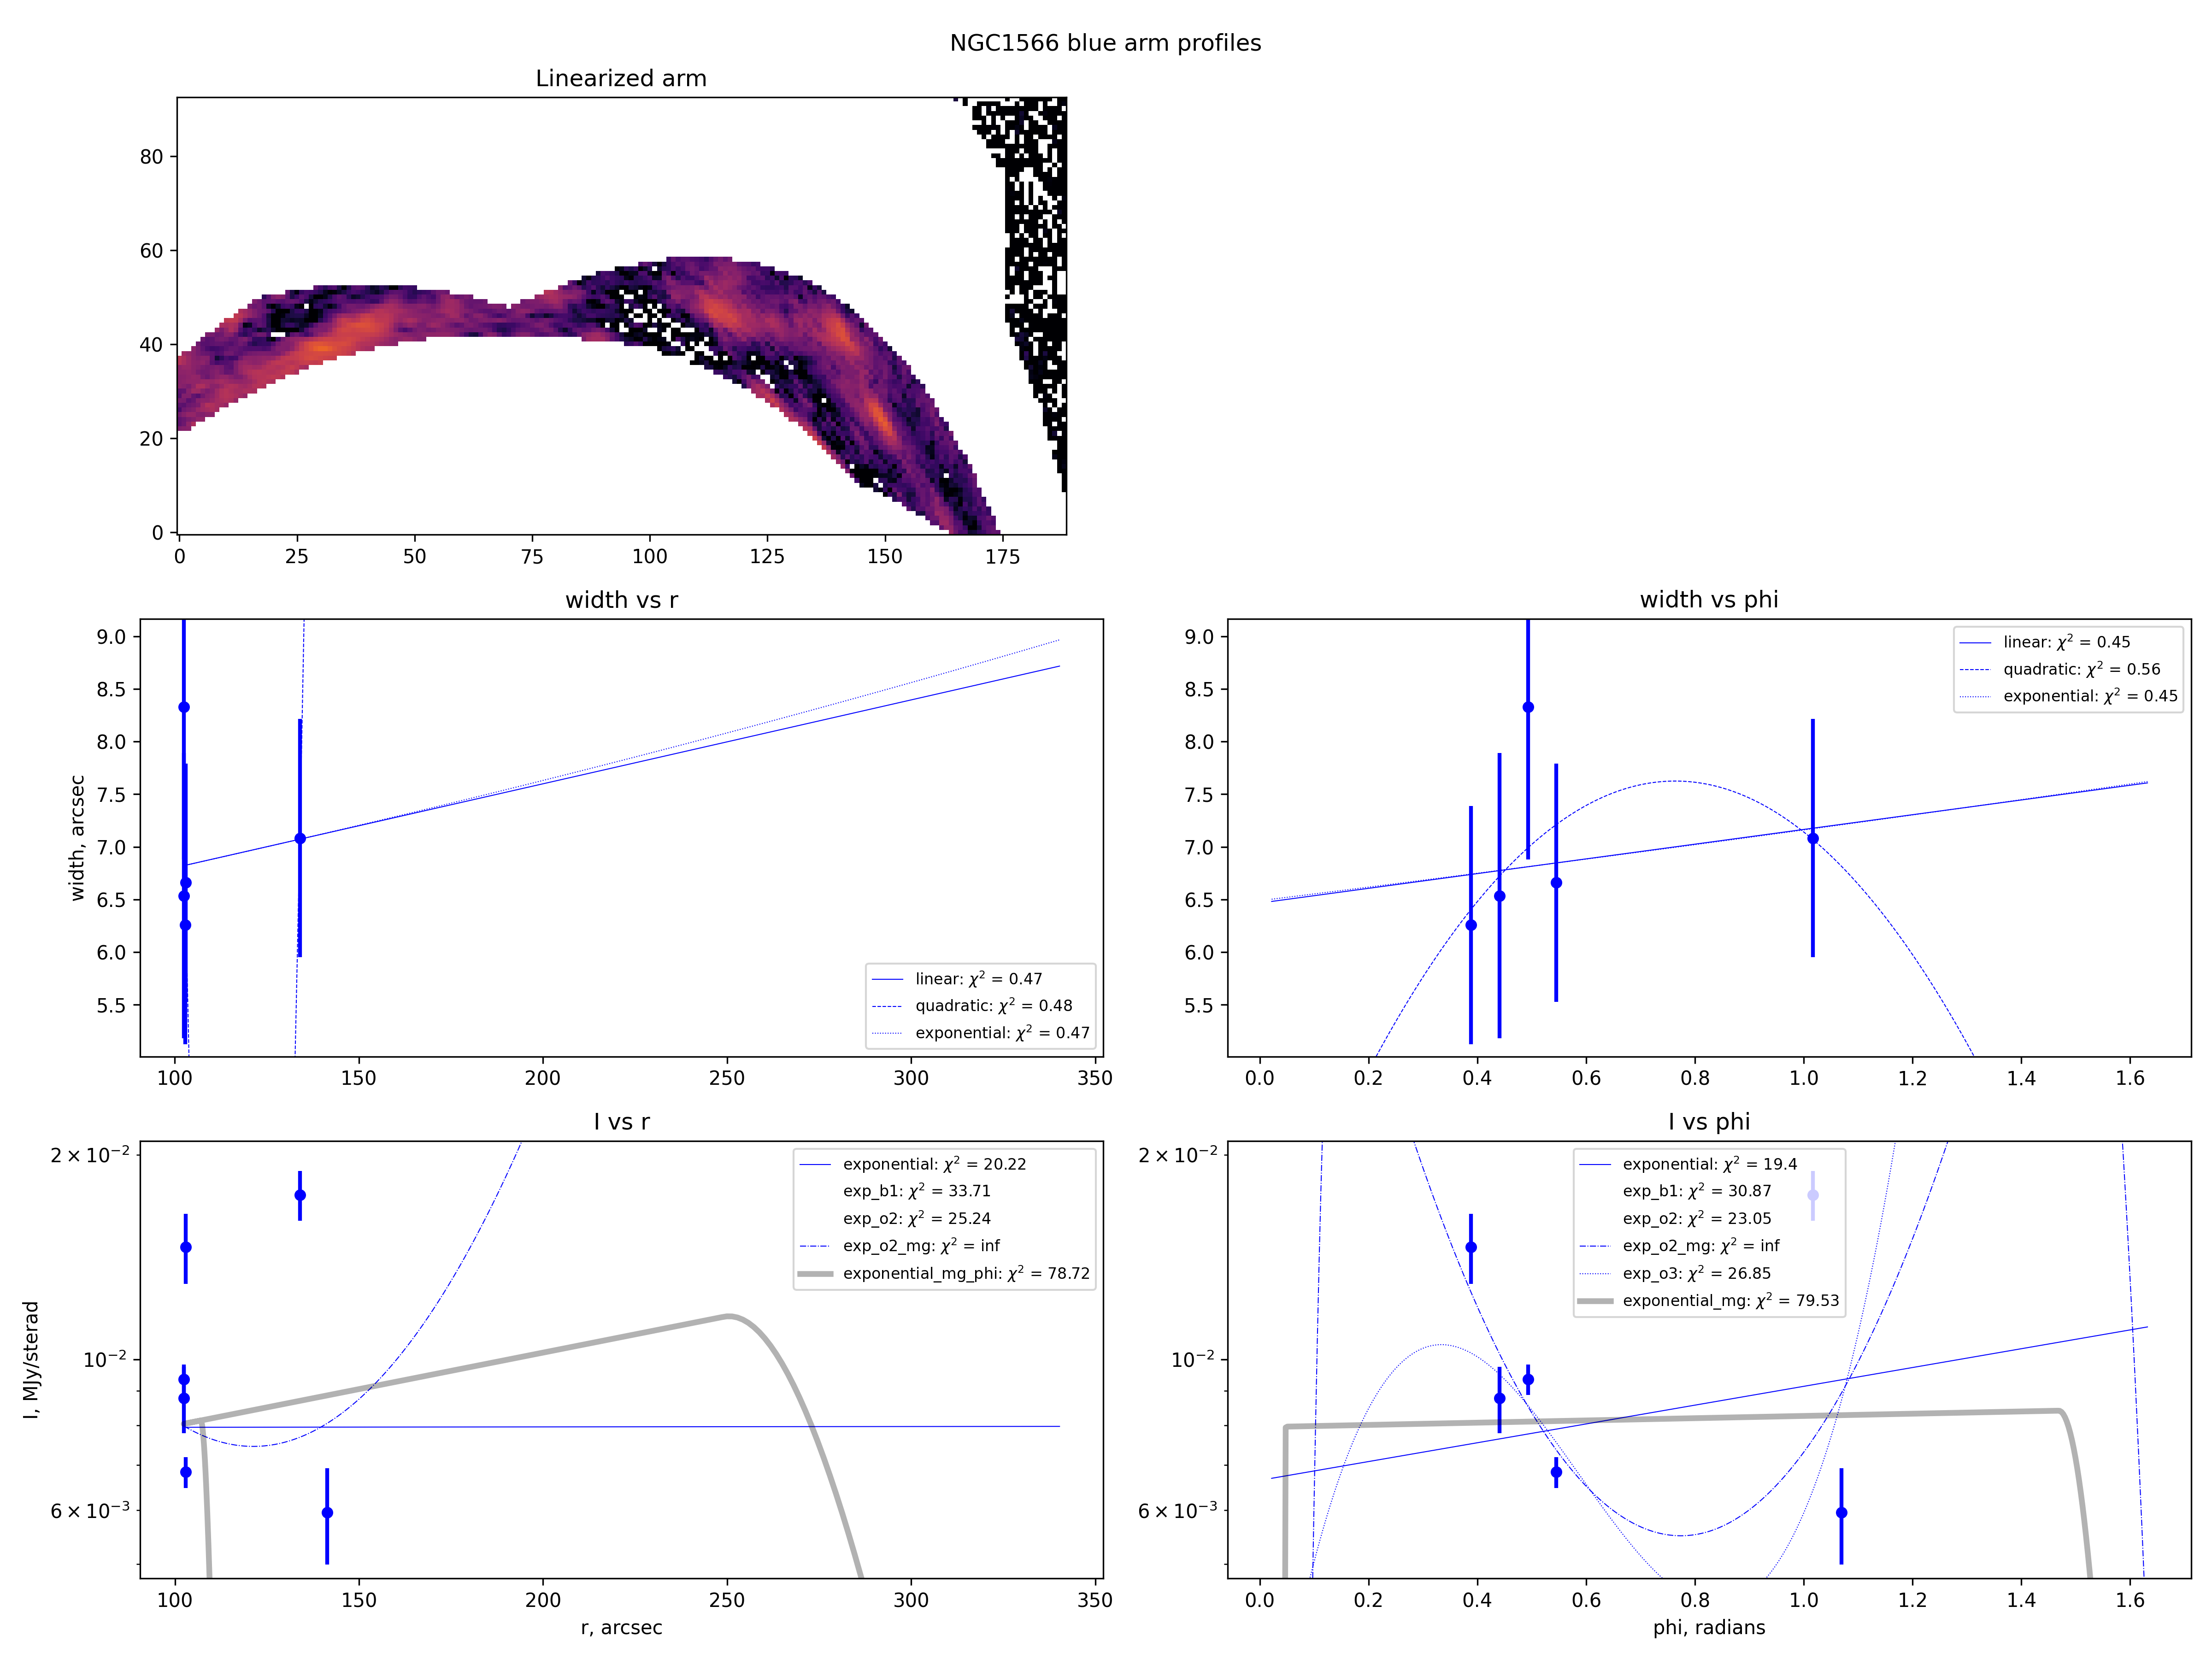 NGC1566 blue arm profiles
Linearized arm
80
60
40
20
0
0 25 50 75 100 125 150 175
width vs r
width, arcsec
9.0
8.5
8.0
7.5
7.0
6.5
6.0
5.5
linear: χ² = 0.47
quadratic: χ² = 0.48
exponential: χ² = 0.47
100 150 200 250 300 350
width vs phi
9.0
8.5
8.0
7.5
7.0
6.5
6.0
5.5
linear: χ² = 0.45
quadratic: χ² = 0.56
exponential: χ² = 0.45
0.0 0.2 0.4 0.6 0.8 1.0 1.2 1.4 1.6
I vs r
I, MJy/sterad
2 × 10⁻²
10⁻²
6 × 10⁻³
exponential: χ² = 20.22
exp_b1: χ² = 33.71
exp_o2: χ² = 25.24
exp_o2_mg: χ² = inf
exponential_mg_phi: χ² = 78.72
100 150 200 250 300 350
r, arcsec
I vs phi
2 × 10⁻²
10⁻²
6 × 10⁻³
exponential: χ² = 19.4
exp_b1: χ² = 30.87
exp_o2: χ² = 23.05
exp_o2_mg: χ² = inf
exp_o3: χ² = 26.85
exponential_mg: χ² = 79.53
0.0 0.2 0.4 0.6 0.8 1.0 1.2 1.4 1.6
phi, radians